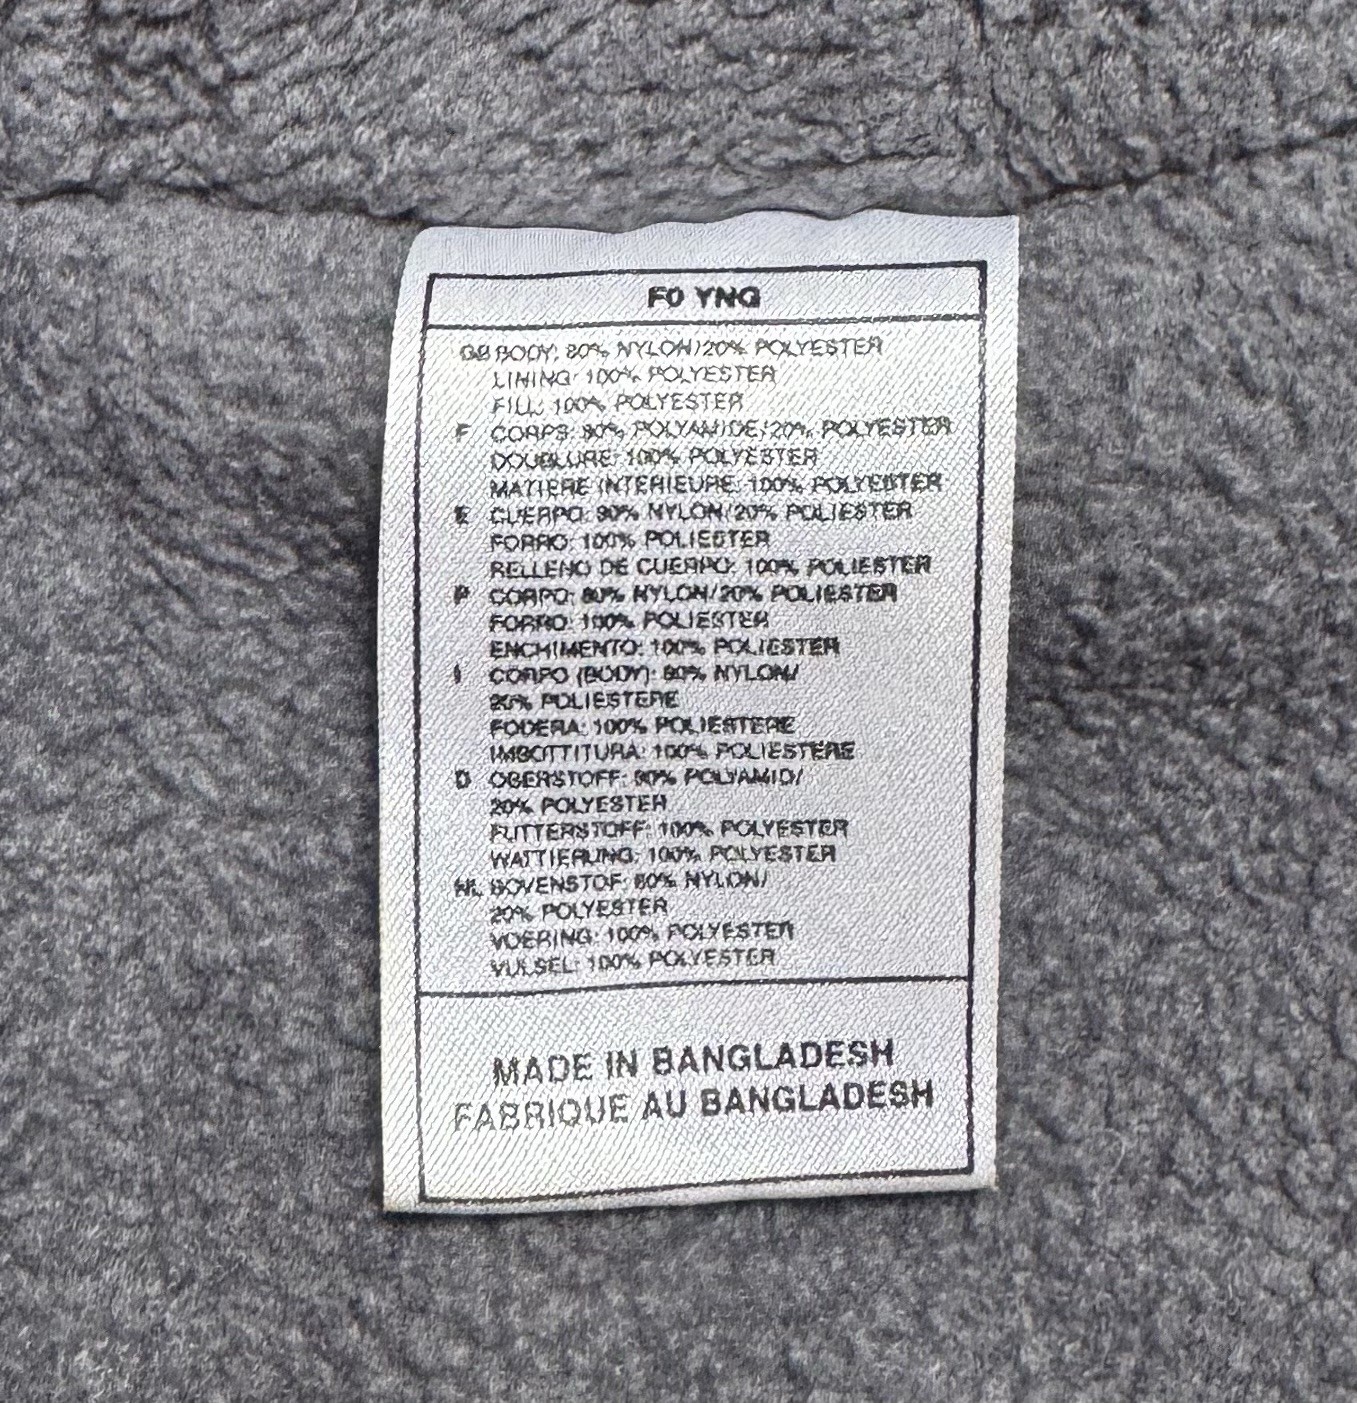 F0 YNG
GB BODY: 80% NYLON/20% POLYESTER
LINING: 100% POLYESTER
FILL: 100% POLYESTER
F CORPS: 80% POLYAMIDE/20% POLYESTER
DOUBLURE: 100% POLYESTER
MATIERE INTERIEURE: 100% POLYESTER
E CUERPO: 80% NYLON/20% POLIESTER
FORRO: 100% POLIESTER
RELLENO DE CUERPO: 100% POLIESTER
P CORPO: 80% NYLON/20% POLIESTER
FORRO: 100% POLIESTER
ENCHIMENTO: 100% POLIESTER
I CORPO (BODY): 80% NYLON/
20% POLIESTERE
FODERA: 100% POLIESTERE
IMBOTTITURA: 100% POLIESTERE
D OBERSTOFF: 80% POLYAMID/
20% POLYESTER
FUTTERSTOFF: 100% POLYESTER
WATTIERUNG: 100% POLYESTER
NL BOVENSTOF: 80% NYLON/
20% POLYESTER
VOERING: 100% POLYESTER
VULSEL: 100% POLYESTER
MADE IN BANGLADESH
FABRIQUE AU BANGLADESH